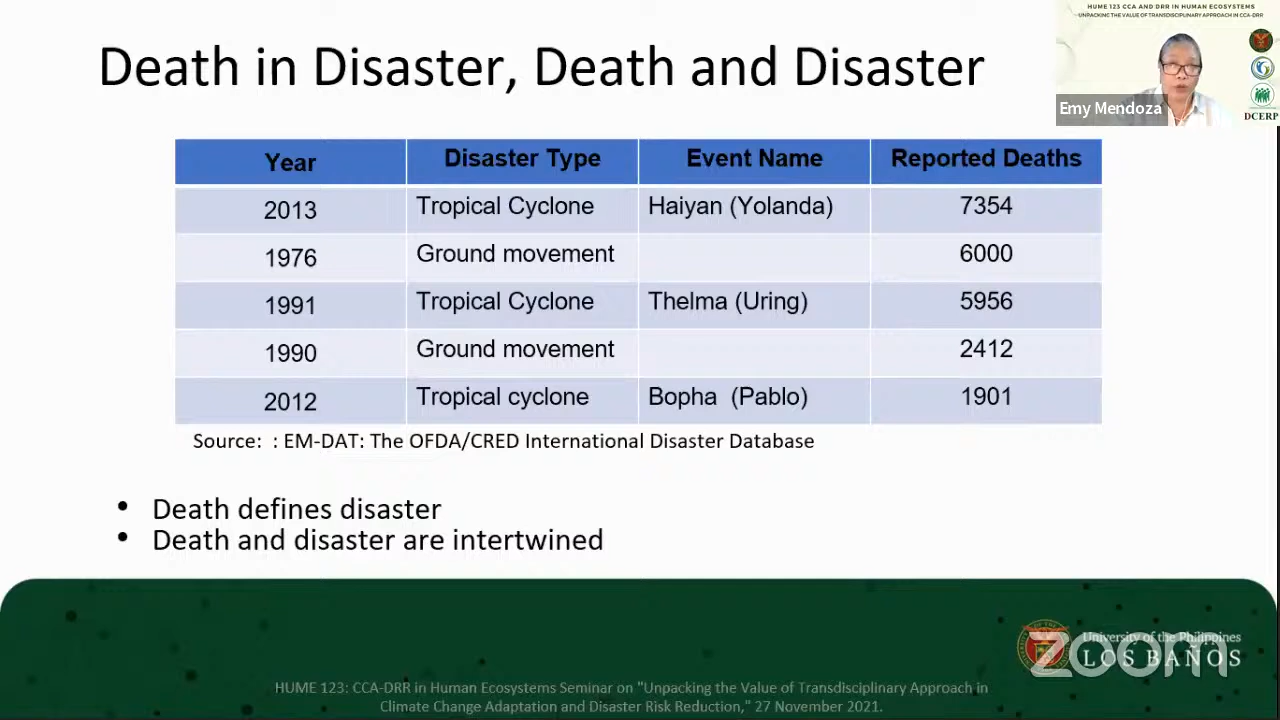 HUME 123 CCA AND DRR IN HUMAN ECOSYSTEMS
UNPACKING THE VALUE OF TRANSDISCIPLINARY APPROACH IN CCA-DRR
Death in Disaster, Death and Disaster
Emy Mendoza
DCERP
Year Disaster Type Event Name Reported Deaths
2013 Tropical Cyclone Haiyan (Yolanda) 7354
1976 Ground movement 6000
1991 Tropical Cyclone Thelma (Uring) 5956
1990 Ground movement 2412
2012 Tropical cyclone Bopha (Pablo) 1901
Source: : EM-DAT: The OFDA/CRED International Disaster Database
• Death defines disaster
• Death and disaster are intertwined
University of the Philippines
LOS BAÑOS
zoom
HUME 123: CCA-DRR in Human Ecosystems Seminar on "Unpacking the Value of Transdisciplinary Approach in
Climate Change Adaptation and Disaster Risk Reduction," 27 November 2021.